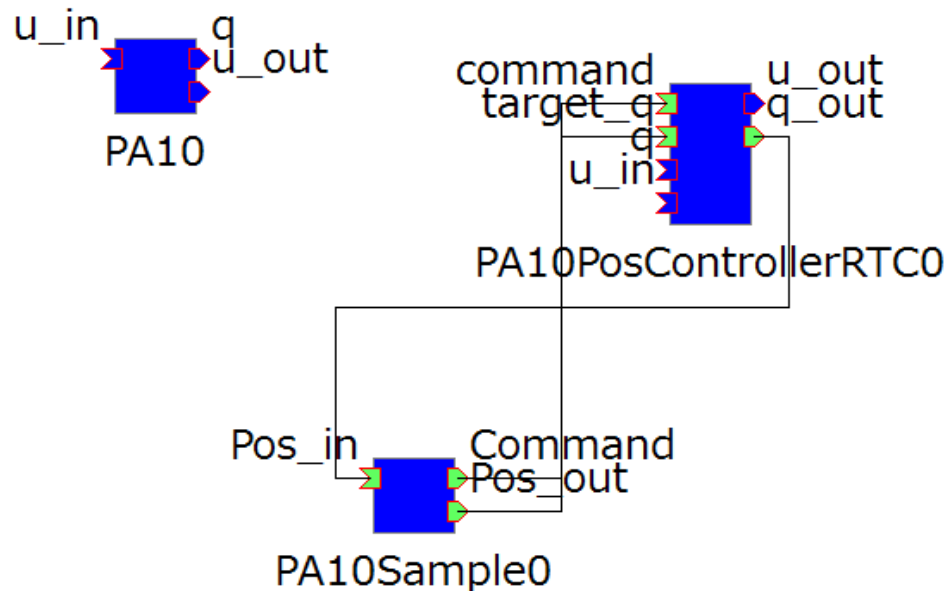 u_in q
u_out
PA10
command u_out
target_q q_out
q
u_in
PA10PosControllerRTC0
Pos_in Command
Pos_out
PA10Sample0